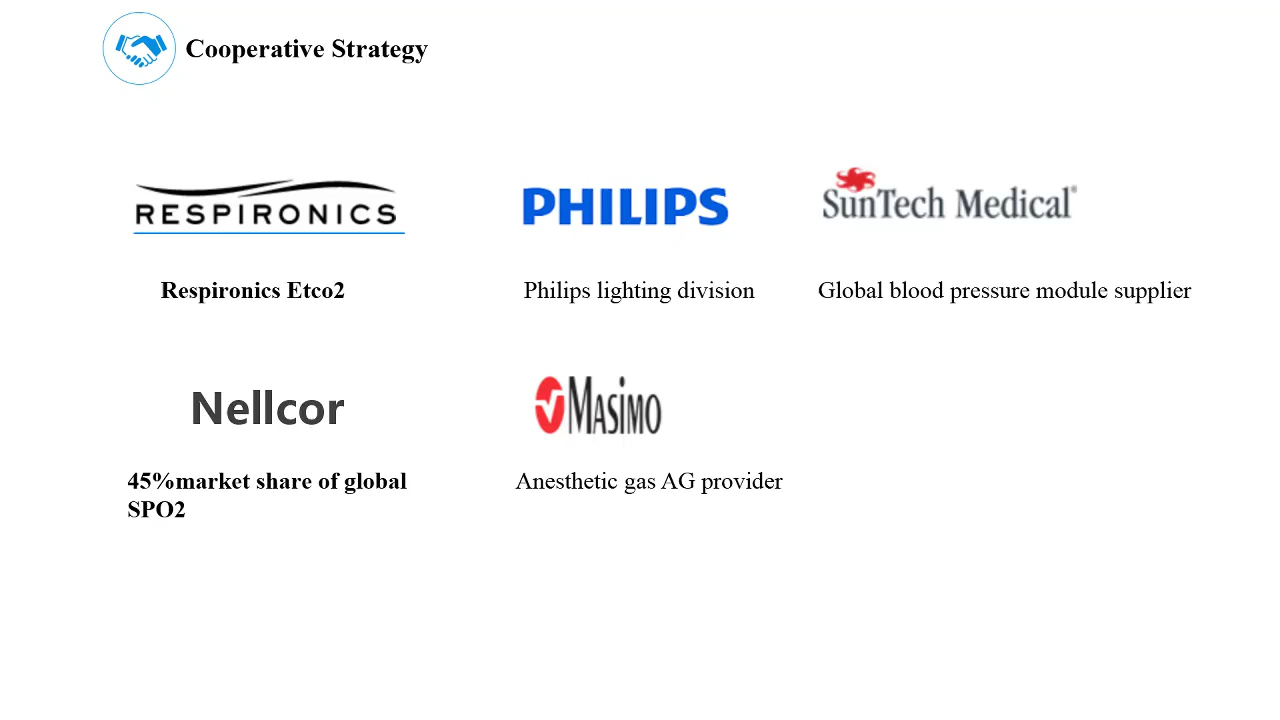 Cooperative Strategy
RESPIRONICS
PHILIPS
SunTech Medical®
Respironics Etco2
Philips lighting division
Global blood pressure module supplier
Nellcor
MASIMO
45%market share of global
SPO2
Anesthetic gas AG provider